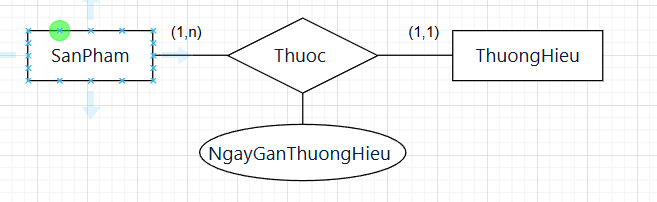 (1,n)
(1,1)
SanPham
Thuoc
ThuongHieu
NgayGanThuongHieu